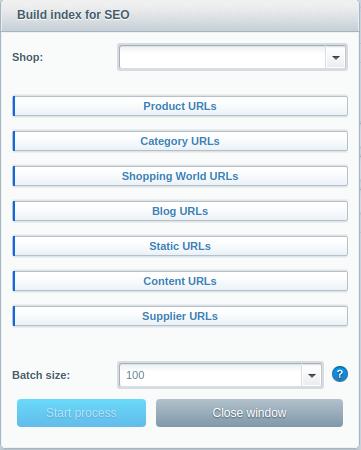 Build index for SEO
Shop:
Product URLs
Category URLs
Shopping World URLs
Blog URLs
Static URLs
Content URLs
Supplier URLs
Batch size: 100 ?
Start process Close window